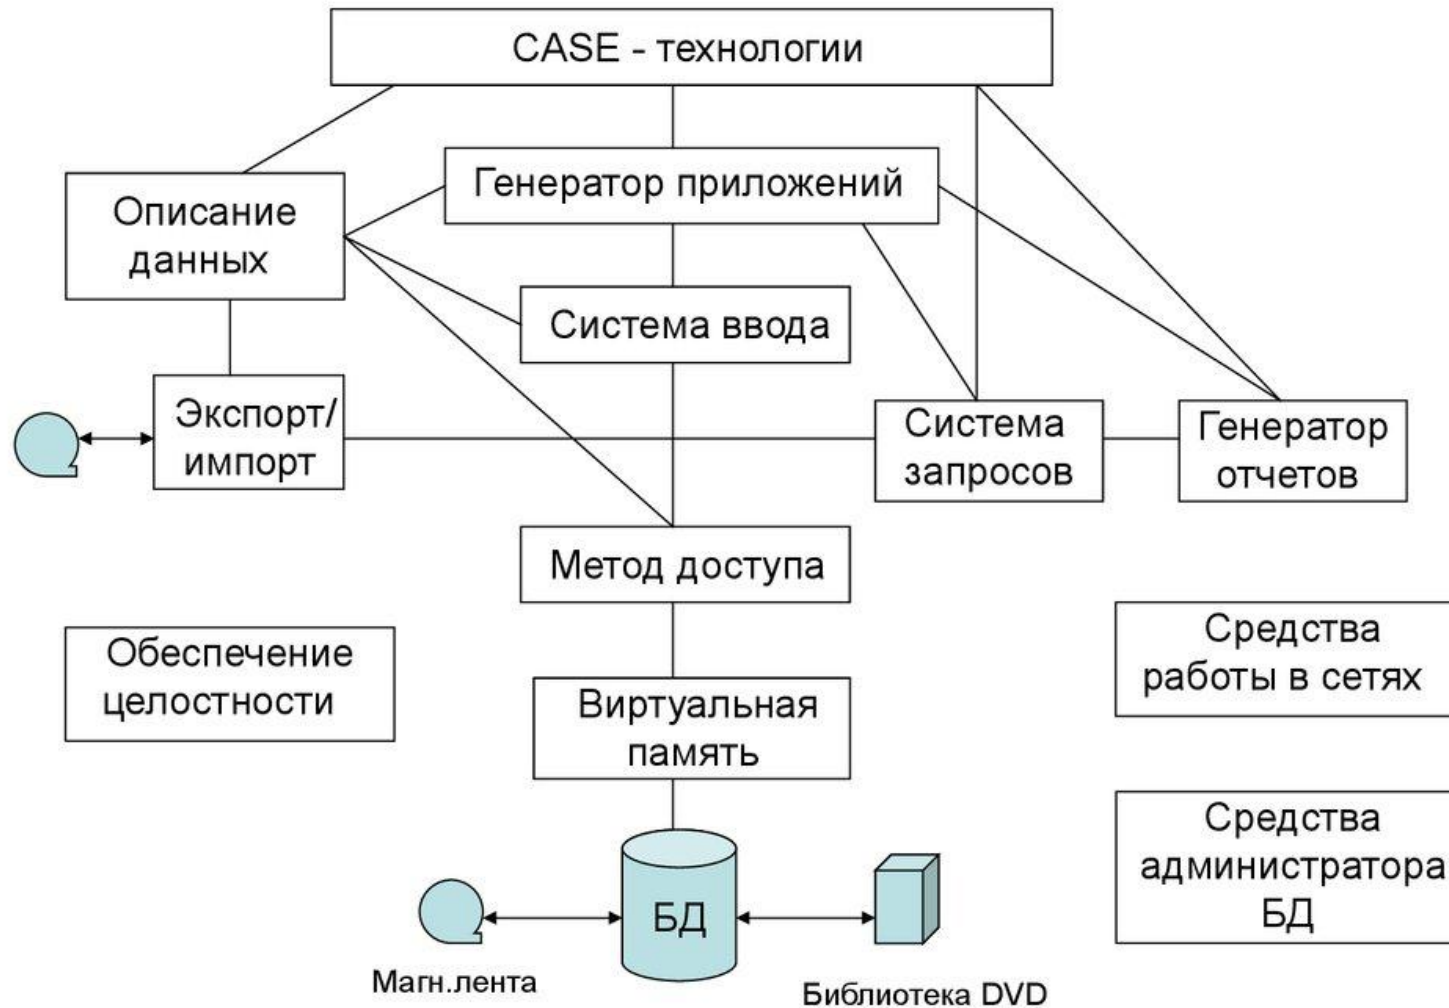 CASE - технологии
Генератор приложений
Описание
данных
Система ввода
Экспорт/
импорт
Система
запросов
Генератор
отчетов
Метод доступа
Обеспечение
целостности
Средства
работы в сетях
Виртуальная
память
Средства
администратора
БД
БД
Магн.лента
Библиотека DVD